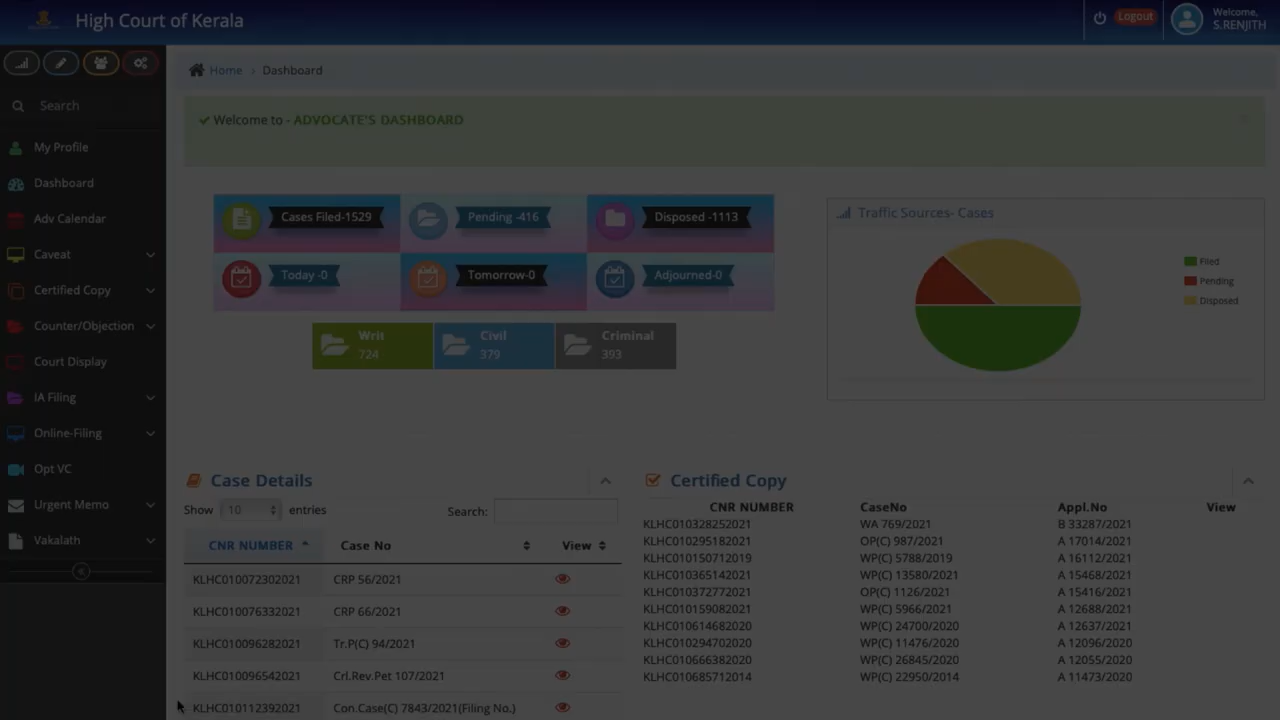 High Court of Kerala
Logout
Welcome,
S.RENJITH
Search
My Profile
Dashboard
Adv Calendar
Caveat
Certified Copy
Counter/Objection
Court Display
IA Filing
Online-Filing
Opt VC
Urgent Memo
Vakalath
Home > Dashboard
Welcome to - ADVOCATE'S DASHBOARD
Cases Filed-1529
Pending -416
Disposed -1113
Today -0
Tomorrow-0
Adjourned-0
Writ
724
Civil
379
Criminal
393
Traffic Sources- Cases
Filed
Pending
Disposed
Case Details
Show 10 entries
Search:
CNR NUMBER Case No View
KLHC010072302021 CRP 56/2021
KLHC010076332021 CRP 66/2021
KLHC010096282021 Tr.P(C) 94/2021
KLHC010096542021 Crl.Rev.Pet 107/2021
KLHC010112392021 Con.Case(C) 7843/2021(Filing No.)
Certified Copy
CNR NUMBER CaseNo Appl.No View
KLHC010328252021 WA 769/2021 B 33287/2021
KLHC010295182021 OP(C) 987/2021 A 17014/2021
KLHC010150712019 WP(C) 5788/2019 A 16112/2021
KLHC010365142021 WP(C) 13580/2021 A 15468/2021
KLHC010372772021 OP(C) 1126/2021 A 15416/2021
KLHC010159082021 WP(C) 5966/2021 A 12688/2021
KLHC010614682020 WP(C) 24700/2020 A 12637/2021
KLHC010294702020 WP(C) 11476/2020 A 12096/2020
KLHC010666382020 WP(C) 26845/2020 A 12055/2020
KLHC010685712014 WP(C) 22950/2014 A 11473/2020